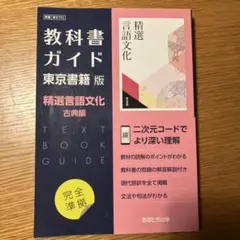 教科書
ガイド
東京書籍 版
精選言語文化
古典編
TEXT
BOOK
GUIDE
完全
準拠
精選
言語文化
二次元コードで
より深い理解
教材の読解のポイントがわかる
教科書の問題の解答解説付き
現代語訳を全て掲載
文法や句法がわかる